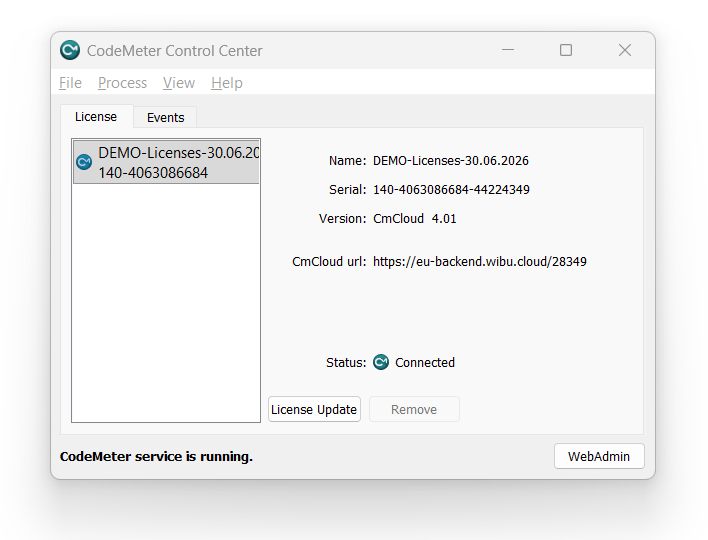 CodeMeter Control Center
File Process View Help
License Events
DEMO-Licenses-30.06.20
140-4063086684
Name: DEMO-Licenses-30.06.2026
Serial: 140-4063086684-44224349
Version: CmCloud 4.01
CmCloud url: https://eu-backend.wibu.cloud/28349
Status: Connected
License Update Remove
CodeMeter service is running.
WebAdmin